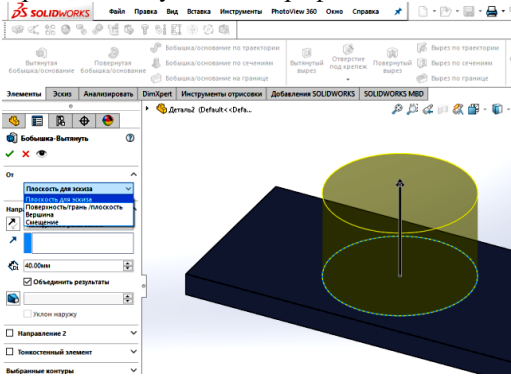 SOLIDWORKS Файл Правка Вид Вставка Инструменты PhotoView 360 Окно Справка
Вытянутая бобышка/основание
Повернутая бобышка/основание
Бобышка/основание по траектории
Бобышка/основание по сечениям
Бобышка/основание на границе
Вытянутый вырез
Отверстие под крепеж
Повернутый вырез
Вырез по траектории
Вырез по сечениям
Вырез по границе
Элементы Эскиз Анализировать DimXpert Инструменты отрисовки Добавления SOLIDWORKS SOLIDWORKS MBD
Деталь2 (Default<<Defa...
Бобышка-Вытянуть
От
Плоскость для эскиза
Плоскость для эскиза
Поверхность/грань /плоскость
Вершина
Смещение
Напра
40.00мм
Объединить результаты
Уклон наружу
Направление 2
Тонкостенный элемент
Выбранные контуры